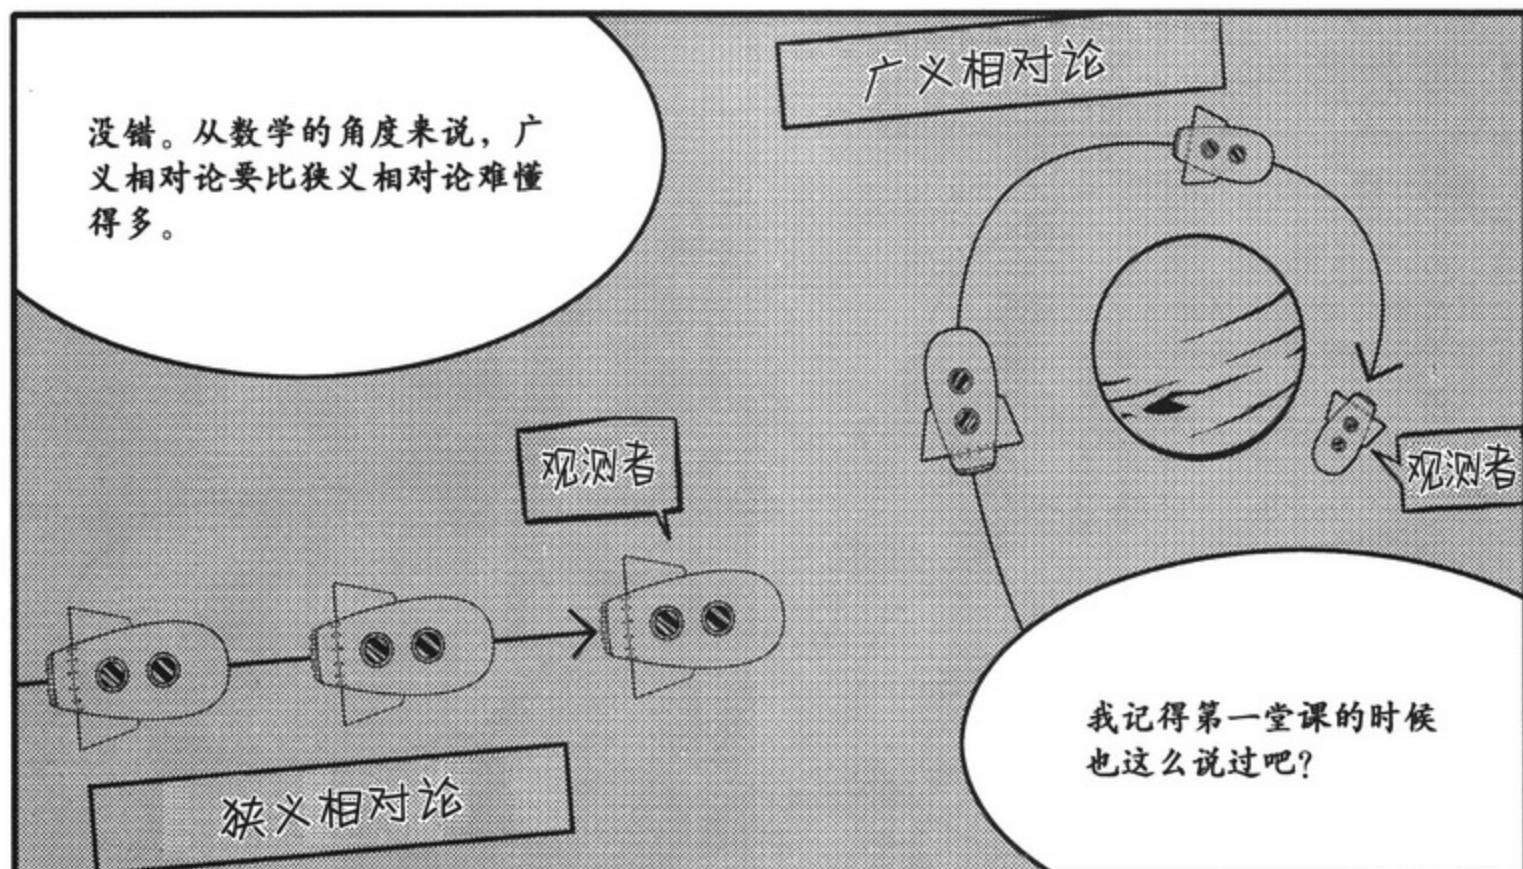 没错。从数学的角度来说，广
义相对论要比狭义相对论难懂
得多。
广义相对论
观测者
观测者
狭义相对论
我记得第一堂课的时候
也这么说过吧？